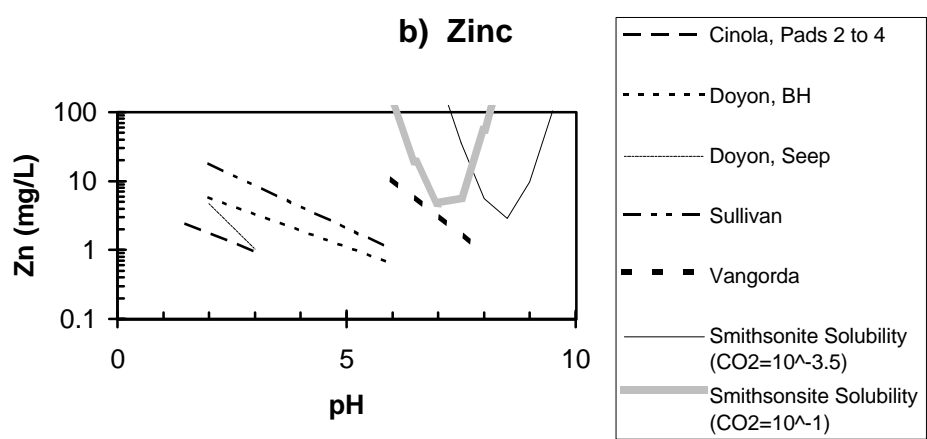 b) Zinc
Zn (mg/L)
100
10
1
0.1
0
5
10
pH
Cinola, Pads 2 to 4
Doyon, BH
Doyon, Seep
Sullivan
Vangorda
Smithsonite Solubility
(CO2=10^-3.5)
Smithsonsite Solubility
(CO2=10^-1)